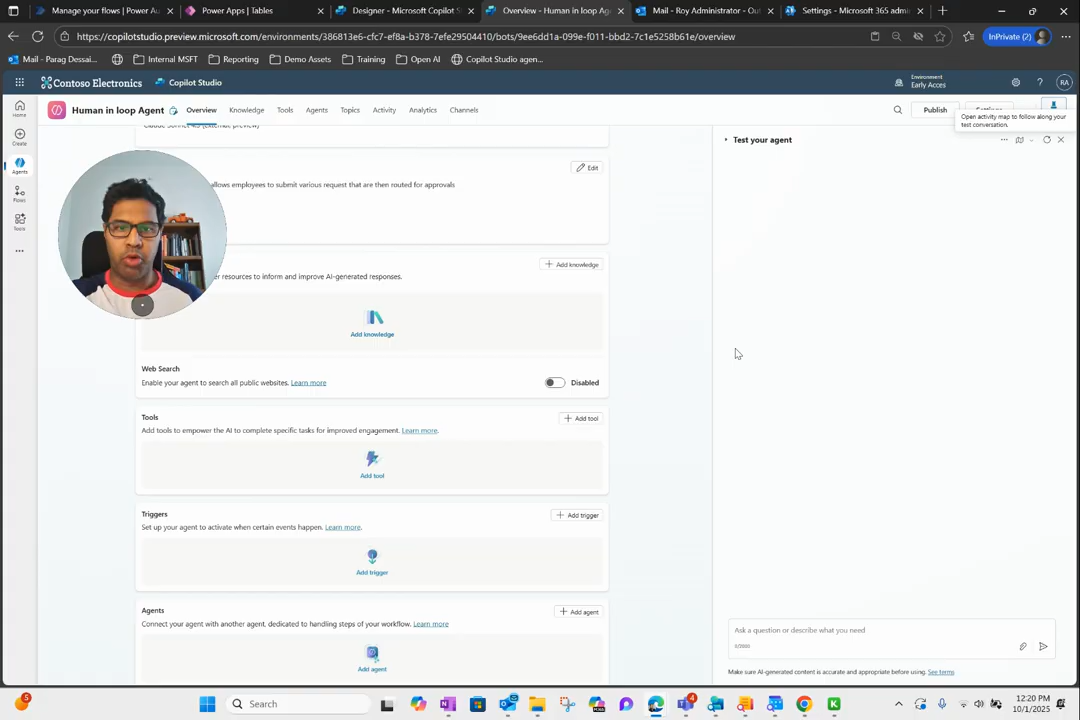 Manage your flows | Power Au
Power Apps | Tables
Designer - Microsoft Copilot S
Overview - Human in loop Age
Mail - Roy Administrator - Out
Settings - Microsoft 365 admi
https://copilotstudio.preview.microsoft.com/environments/386813e6-cfc7-ef8a-b378-7efe29504410/bots/9ee6dd1a-099e-f011-bbd2-7c1e5258b61e/overview
InPrivate (2)
Mail - Parag Dessai...
Internal MSFT
Reporting
Demo Assets
Training
Open AI
Copilot Studio agen...
Contoso Electronics
Copilot Studio
Environment
Early Acces
RA
Home
Create
Agents
Flows
Tools
Human in loop Agent
Overview
Knowledge
Tools
Agents
Topics
Activity
Analytics
Channels
Publish
Settings
Open activity map to follow along your
test conversation.
Test your agent
Edit
allows employees to submit various request that are then routed for approvals
Add knowledge
er resources to inform and improve AI-generated responses.
Add knowledge
Web Search
Enable your agent to search all public websites. Learn more
Disabled
Tools
Add tool
Add tools to empower the AI to complete specific tasks for improved engagement. Learn more.
Add tool
Triggers
Add trigger
Set up your agent to activate when certain events happen. Learn more.
Add trigger
Agents
Add agent
Connect your agent with another agent, dedicated to handling steps of your workflow. Learn more
Add agent
Ask a question or describe what you need
0/2000
Make sure AI-generated content is accurate and appropriate before using. See terms
5
Search
4
12:20 PM
10/1/2025